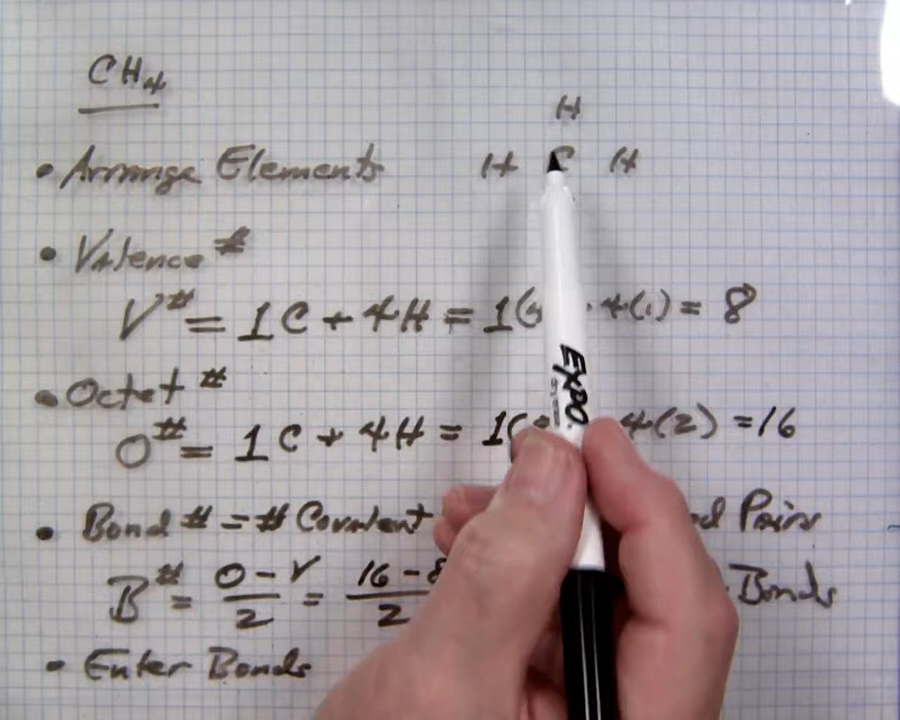 CH4
H
• Arrange Elements H C H
• Valence #
V# = 1C + 4H = 1( 4(1) = 8
• Octet #
O# = 1C + 4H = 1( 4(2) = 16
• Bond # = # Covalent Pairs
B# = O - V / 2 = 16 - 8 / 2 Bonds
• Enter Bonds
EXPO